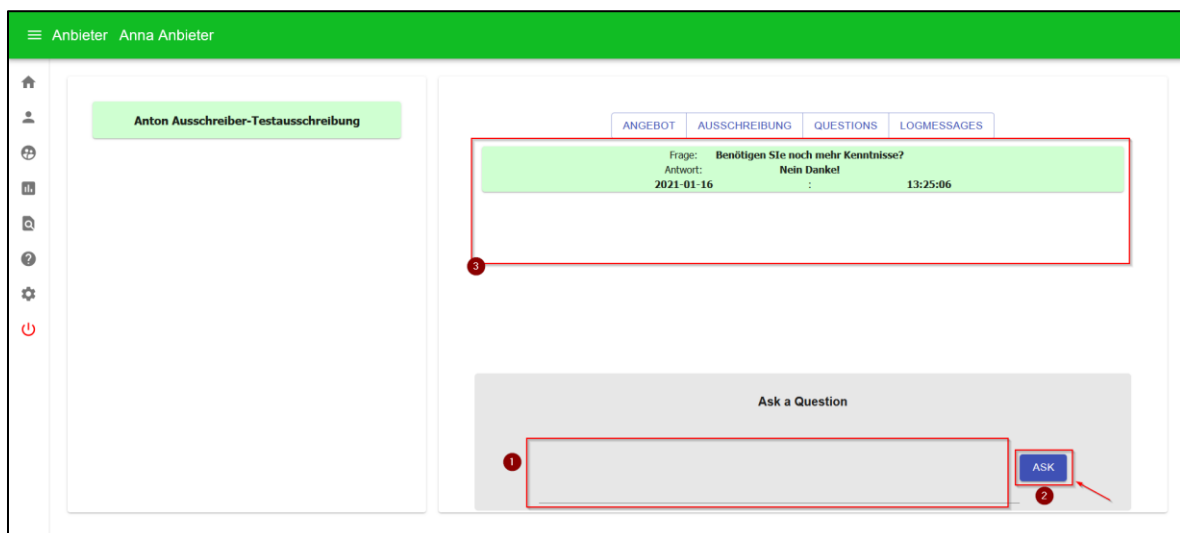 Anbieter Anna Anbieter
Anton Ausschreiber-Testausschreibung
ANGEBOT AUSSCHREIBUNG QUESTIONS LOGMESSAGES
Frage: Benötigen SIe noch mehr Kenntnisse?
Antwort: Nein Danke!
2021-01-16 : 13:25:06
3
Ask a Question
1
ASK
2